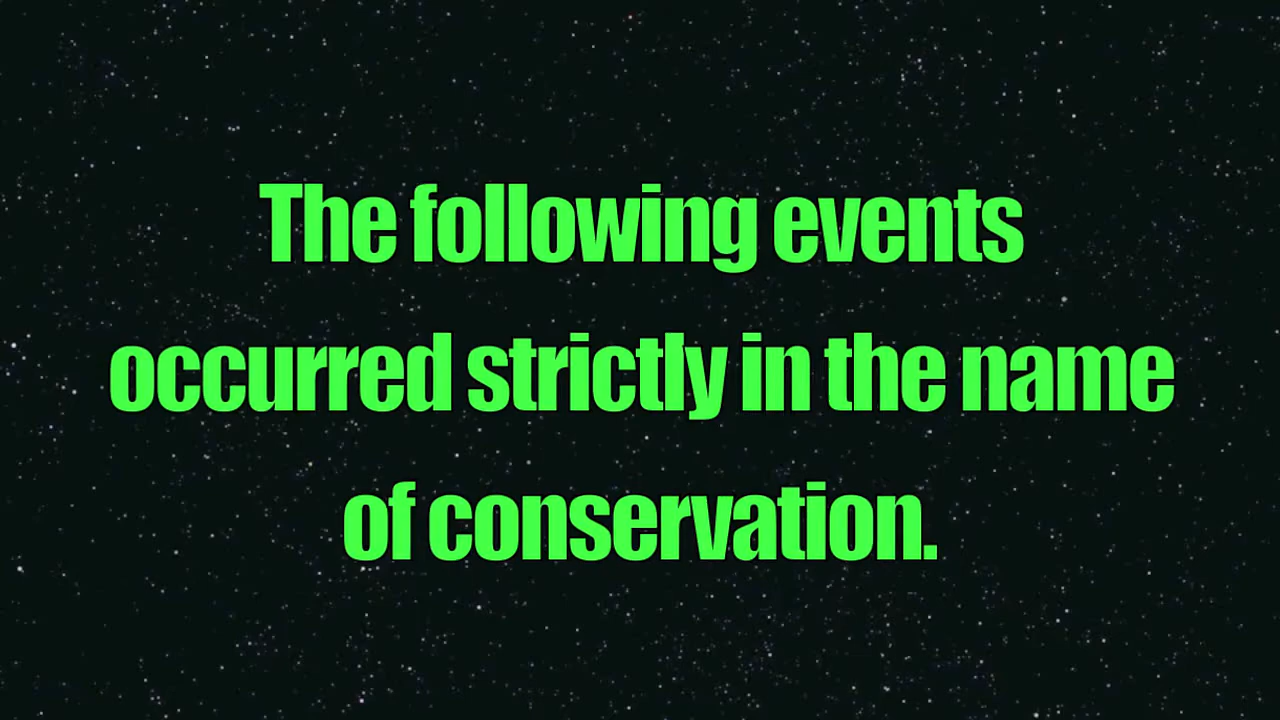 The following events
occurred strictly in the name
of conservation.